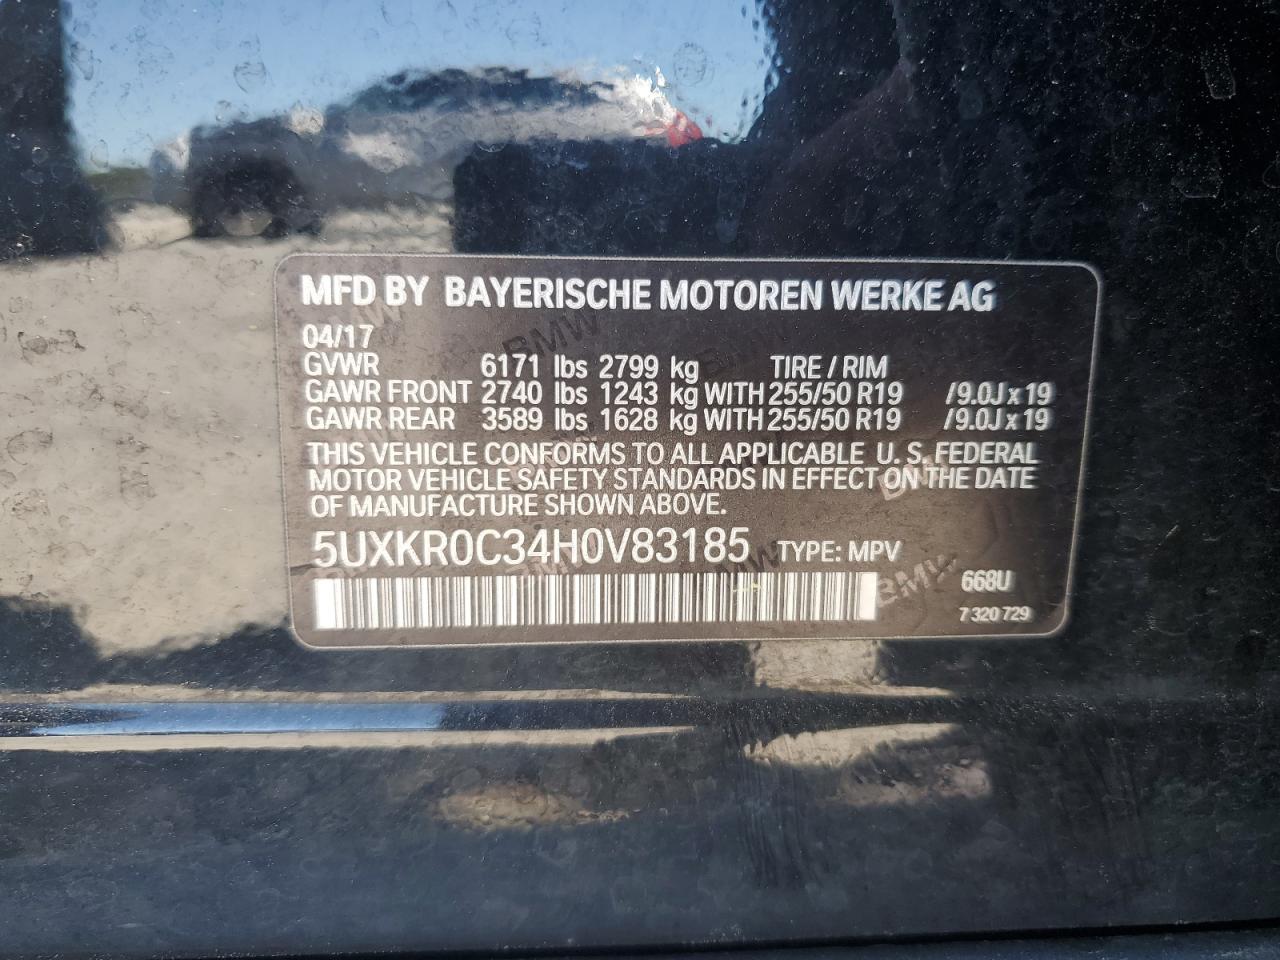 MFD BY BAYERISCHE MOTOREN WERKE AG
04/17
GVWR 6171 lbs 2799 kg TIRE / RIM
GAWR FRONT 2740 lbs 1243 kg WITH 255/50 R19 /9.0J x 19
GAWR REAR 3589 lbs 1628 kg WITH 255/50 R19 /9.0J x 19
THIS VEHICLE CONFORMS TO ALL APPLICABLE U.S. FEDERAL
MOTOR VEHICLE SAFETY STANDARDS IN EFFECT ON THE DATE
OF MANUFACTURE SHOWN ABOVE.
5UXKR0C34H0V83185 TYPE: MPV
668U
7 320 729